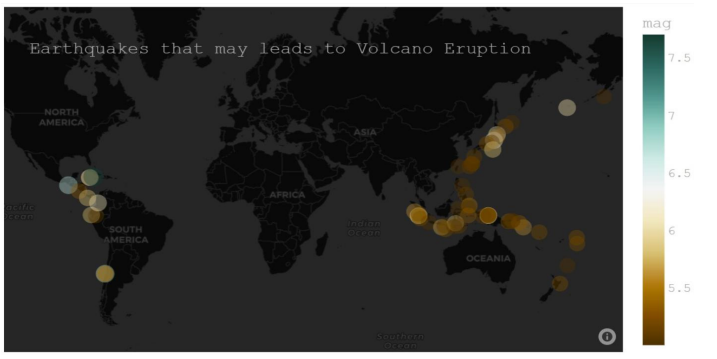 Earthquakes that may leads to Volcano Eruption
mag
7.5
7
6.5
6
5.5
NORTH
AMERICA
ASIA
AFRICA
Pacific
Ocean
Indian
Ocean
SOUTH
AMERICA
OCEANIA
Southern
Ocean
i